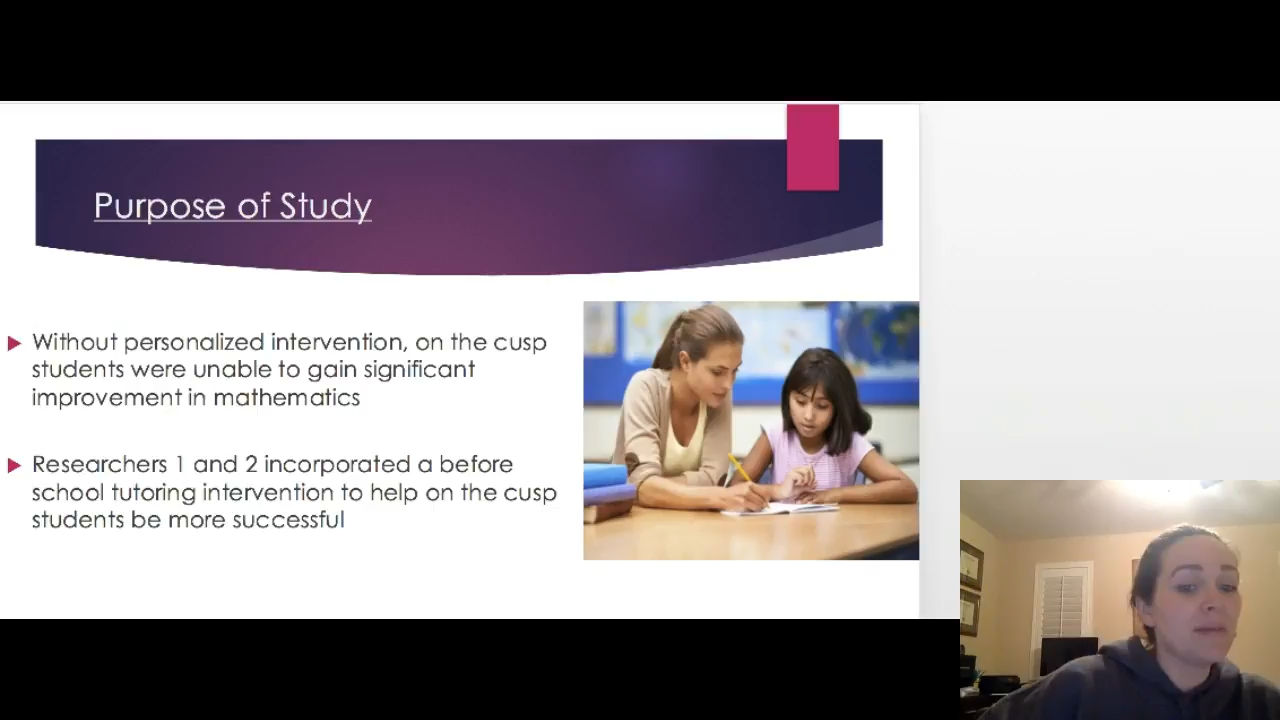 Purpose of Study
Without personalized intervention, on the cusp
students were unable to gain significant
improvement in mathematics
Researchers 1 and 2 incorporated a before
school tutoring intervention to help on the cusp
students be more successful